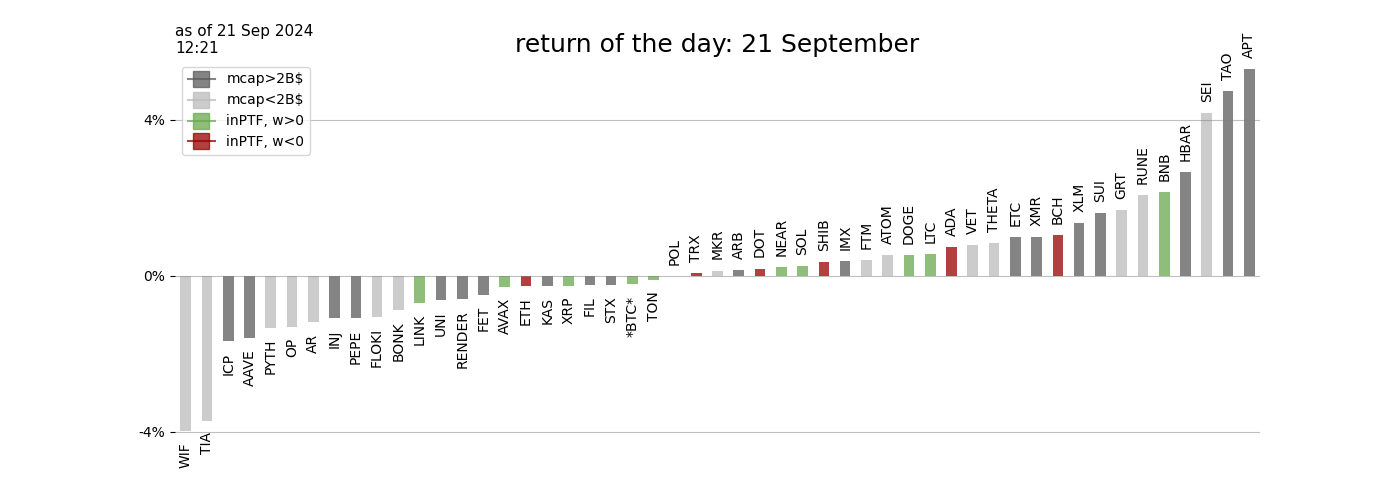 as of 21 Sep 2024
12:21
return of the day: 21 September
mcap>2B$
mcap<2B$
inPTF, w>0
inPTF, w<0
4%
0%
-4%
WIF
TIA
ICP
AAVE
PYTH
OP
AR
INJ
PEPE
FLOKI
BONK
LINK
UNI
RENDER
FET
AVAX
ETH
KAS
XRP
FIL
STX
*BTC*
TON
POL
TRX
MKR
ARB
DOT
NEAR
SOL
SHIB
IMX
FTM
ATOM
DOGE
LTC
ADA
VET
THETA
ETC
XMR
BCH
XLM
SUI
GRT
RUNE
BNB
HBAR
SEI
TAO
APT